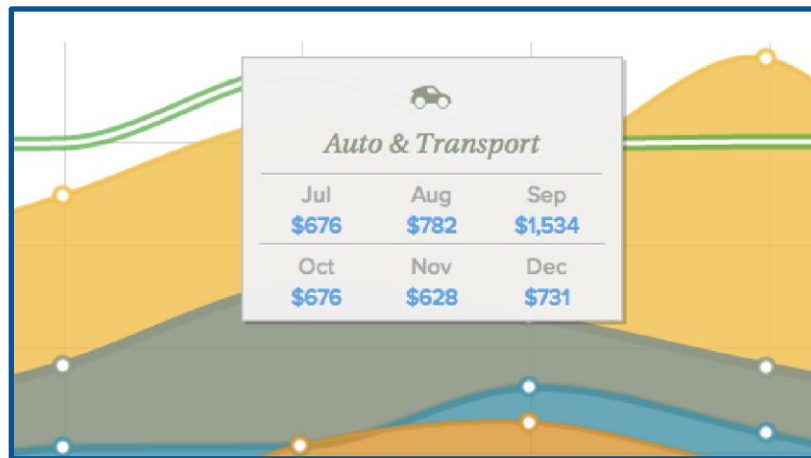 Auto & Transport
Jul Aug Sep
$676 $782 $1,534
Oct Nov Dec
$676 $628 $731